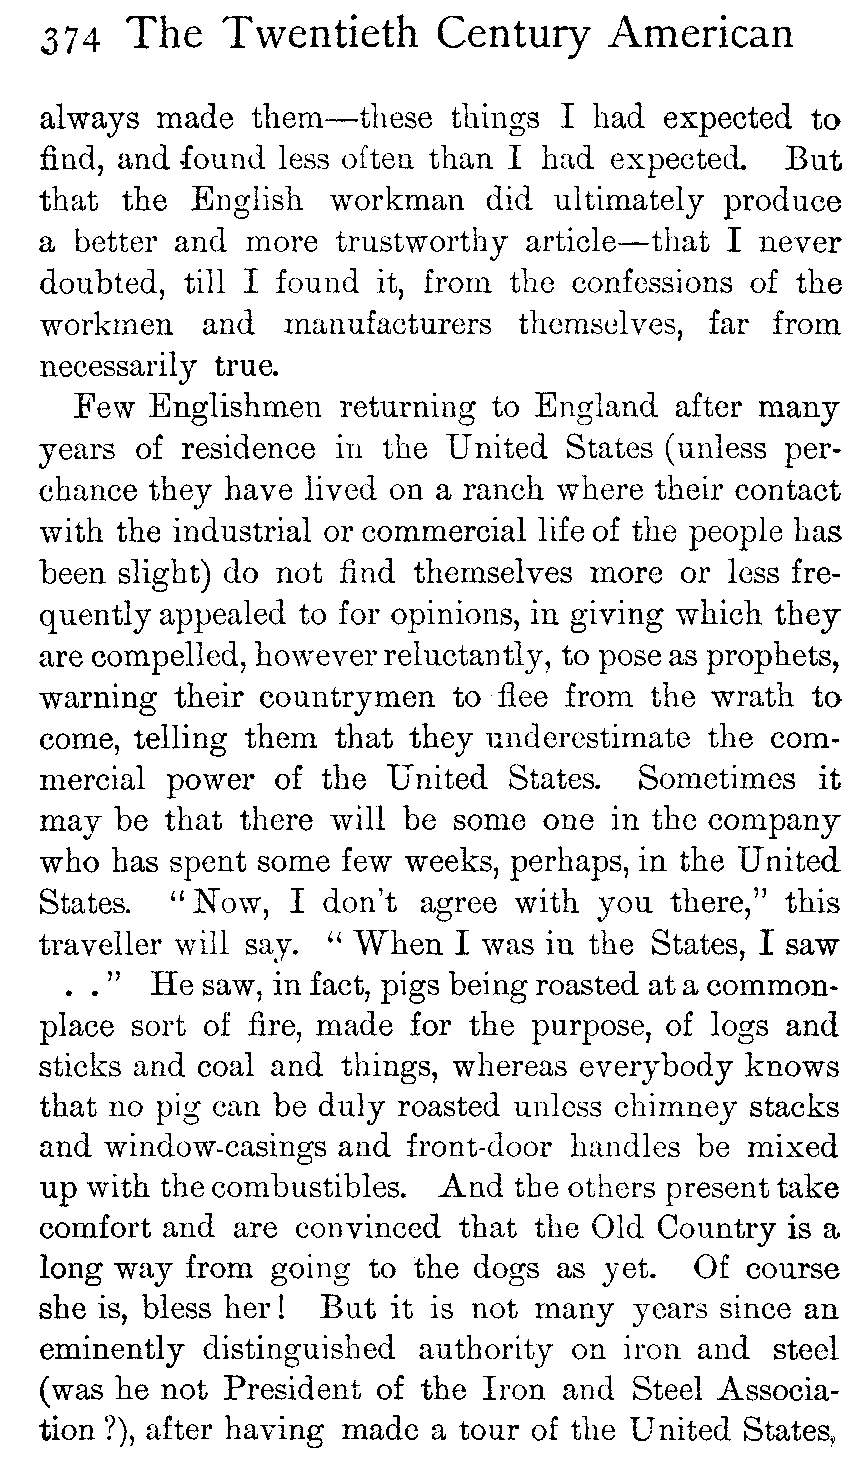 374 The Twentieth Century American
always made them—these things I had expected to
find, and found less often than I had expected. But
that the English workman did ultimately produce
a better and more trustworthy article—that I never
doubted, till I found it, from the confessions of the
workmen and manufacturers themselves, far from
necessarily true.
Few Englishmen returning to England after many
years of residence in the United States (unless per-
chance they have lived on a ranch where their contact
with the industrial or commercial life of the people has
been slight) do not find themselves more or less fre-
quently appealed to for opinions, in giving which they
are compelled, however reluctantly, to pose as prophets,
warning their countrymen to flee from the wrath to
come, telling them that they underestimate the com-
mercial power of the United States. Sometimes it
may be that there will be some one in the company
who has spent some few weeks, perhaps, in the United
States. "Now, I don't agree with you there," this
traveller will say. "When I was in the States, I saw
. ." He saw, in fact, pigs being roasted at a common-
place sort of fire, made for the purpose, of logs and
sticks and coal and things, whereas everybody knows
that no pig can be duly roasted unless chimney stacks
and window-casings and front-door handles be mixed
up with the combustibles. And the others present take
comfort and are convinced that the Old Country is a
long way from going to the dogs as yet. Of course
she is, bless her! But it is not many years since an
eminently distinguished authority on iron and steel
(was he not President of the Iron and Steel Associa-
tion?), after having made a tour of the United States,